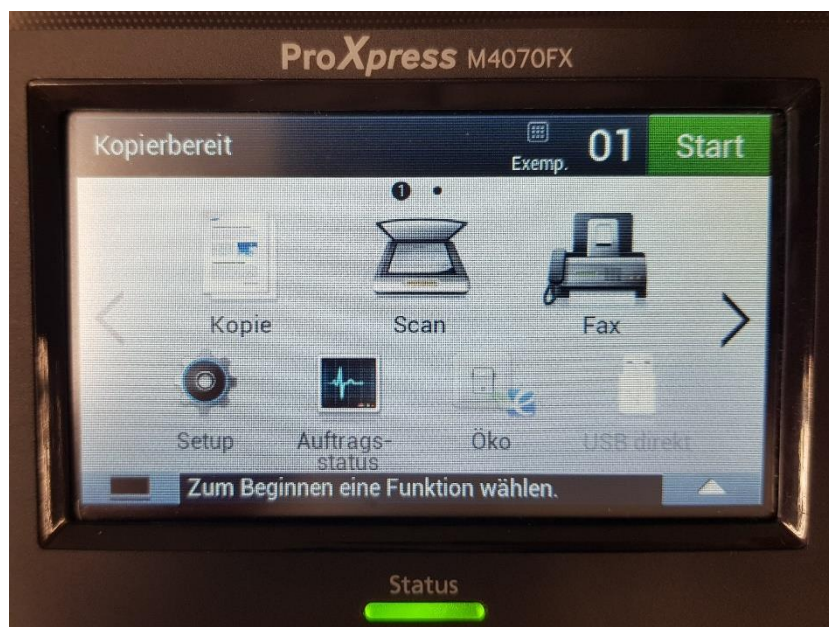 ProXpress M4070FX
Kopierbereit
Exemp. 01
Start
1
Kopie
Scan
Fax
Setup
Auftrags-
status
Öko
USB direkt
Zum Beginnen eine Funktion wählen.
Status